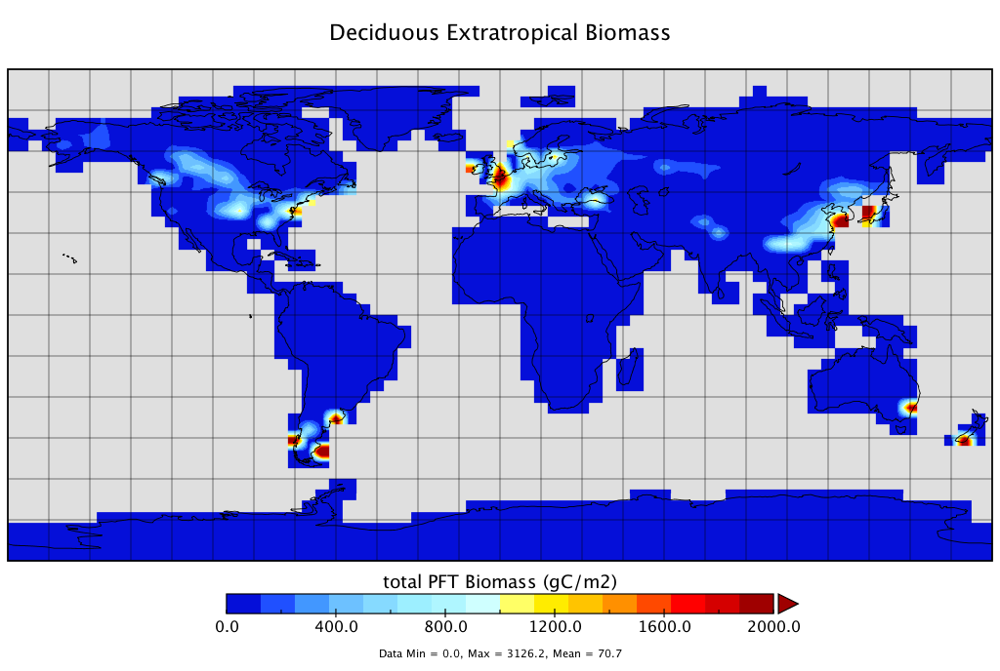 Deciduous Extratropical Biomass
total PFT Biomass (gC/m2)
0.0 400.0 800.0 1200.0 1600.0 2000.0
Data Min = 0.0, Max = 3126.2, Mean = 70.7